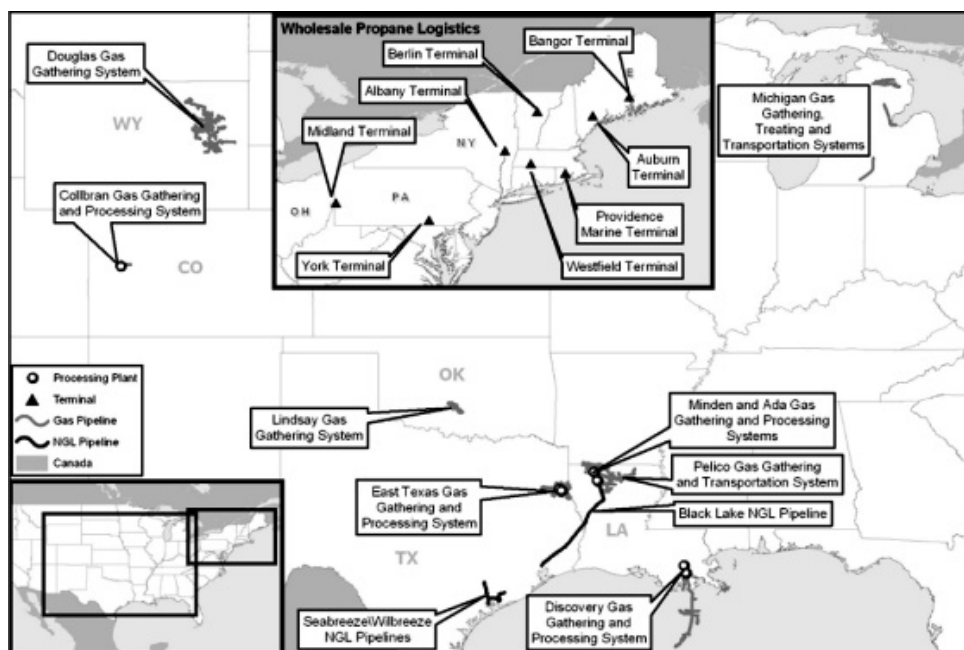 Wholesale Propane Logistics
Douglas Gas
Gathering System
WY
Collbran Gas Gathering
and Processing System
CO
Berlin Terminal
Bangor Terminal
E
Albany Terminal
Midland Terminal
NY
Auburn
Terminal
OH
PA
Providence
Marine Terminal
York Terminal
Westfield Terminal
Michigan Gas
Gathering,
Treating and
Transportation Systems
Processing Plant
Terminal
Gas Pipeline
NGL Pipeline
Canada
OK
Lindsay Gas
Gathering System
Minden and Ada Gas
Gathering and Processing
Systems
East Texas Gas
Gathering and
Processing System
Pelico Gas Gathering
and Transportation System
Black Lake NGL Pipeline
LA
TX
Seabreeze\Wilbreeze
NGL Pipelines
Discovery Gas
Gathering and
Processing System